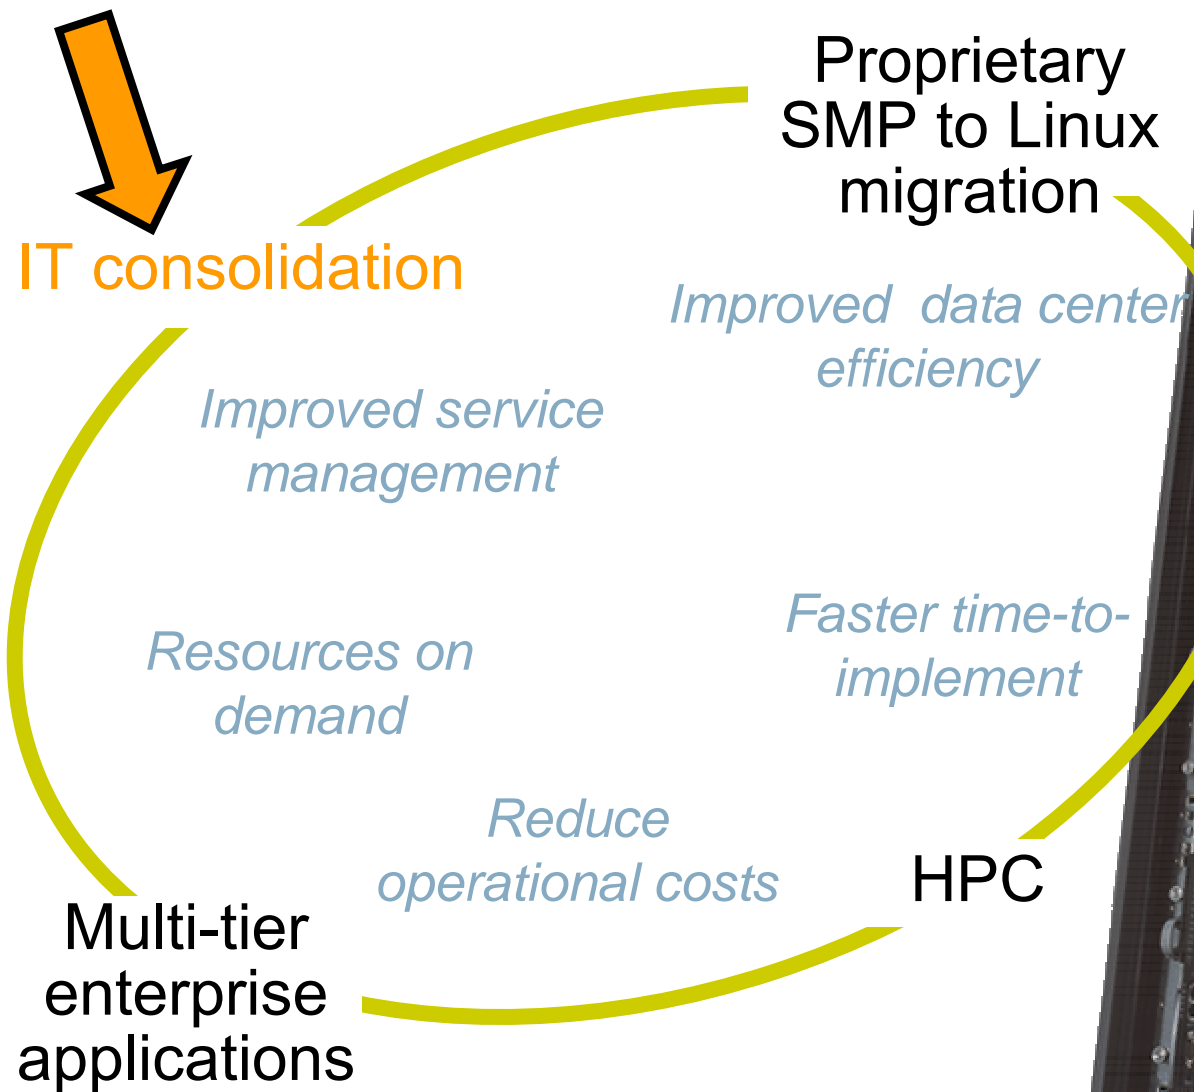 Proprietary
SMP to Linux
migration
IT consolidation
Improved  data center
efficiency
Improved service
management
Faster time-to-
implement
Resources on
demand
Reduce
operational costs
HPC
Multi-tier
enterprise
applications